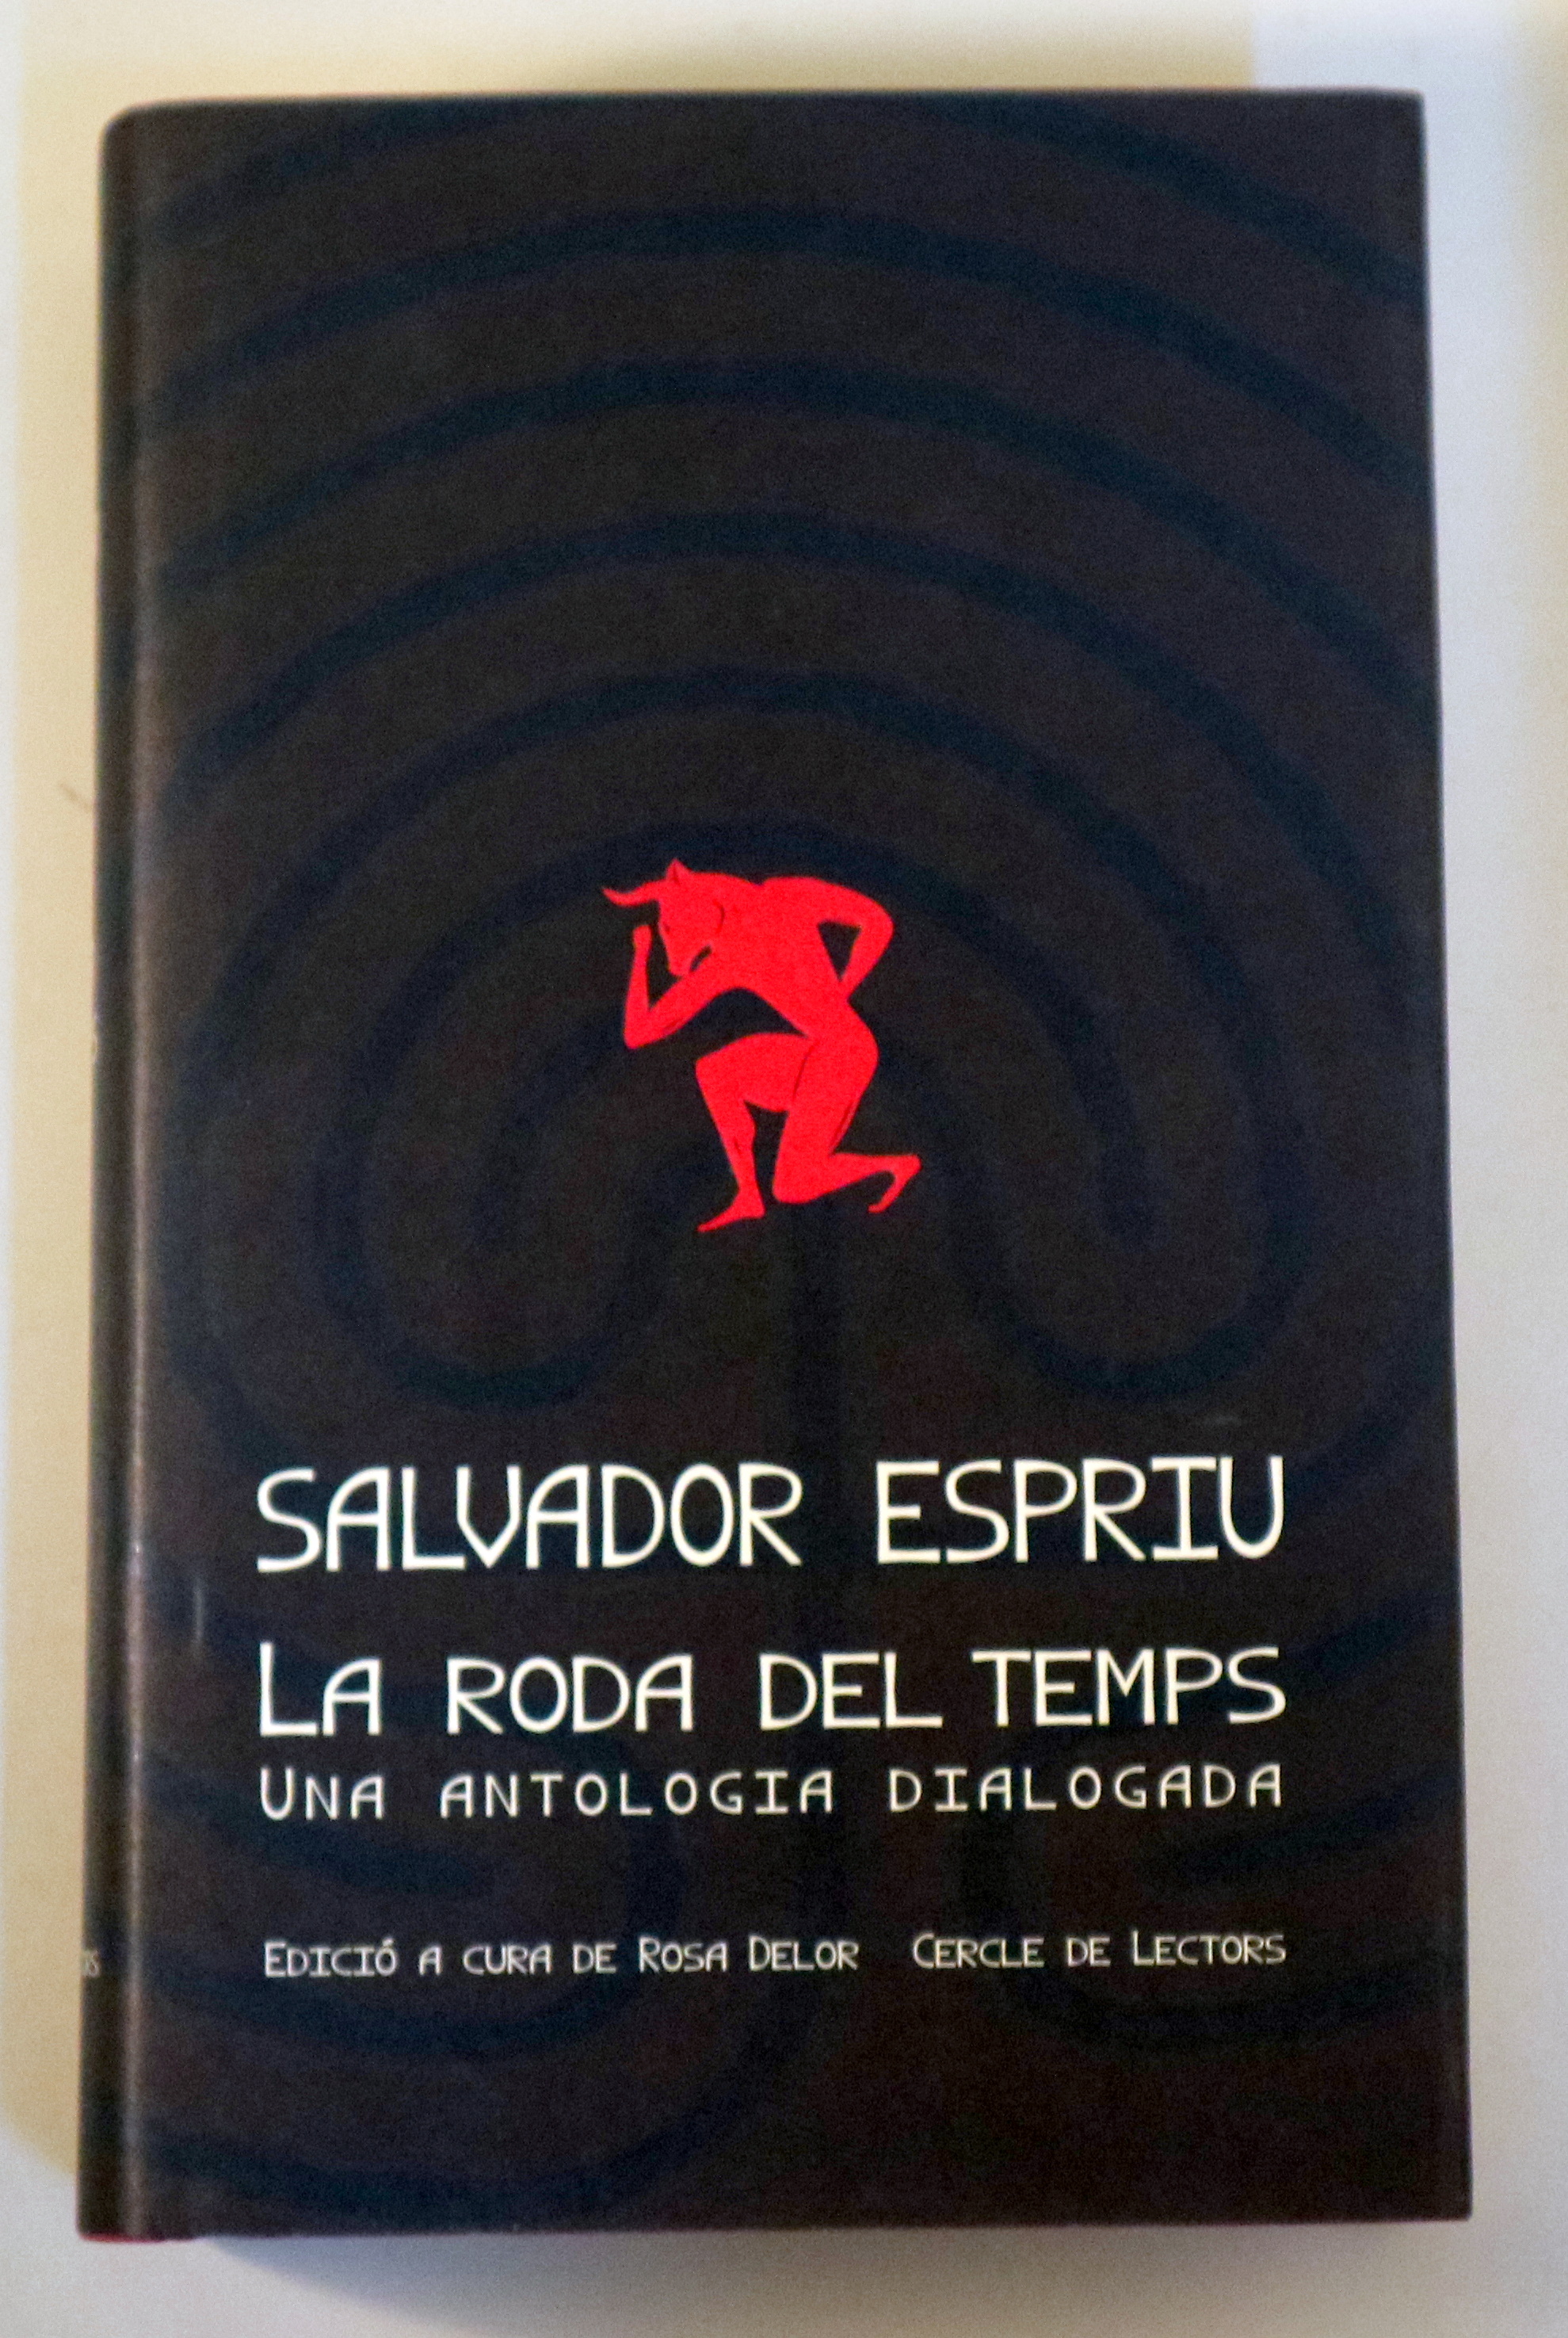 SALVADOR ESPRIU
LA RODA DEL TEMPS
UNA ANTOLOGIA DIALOGADA
EDICIÓ A CURA DE ROSA DELOR CERCLE DE LECTORS